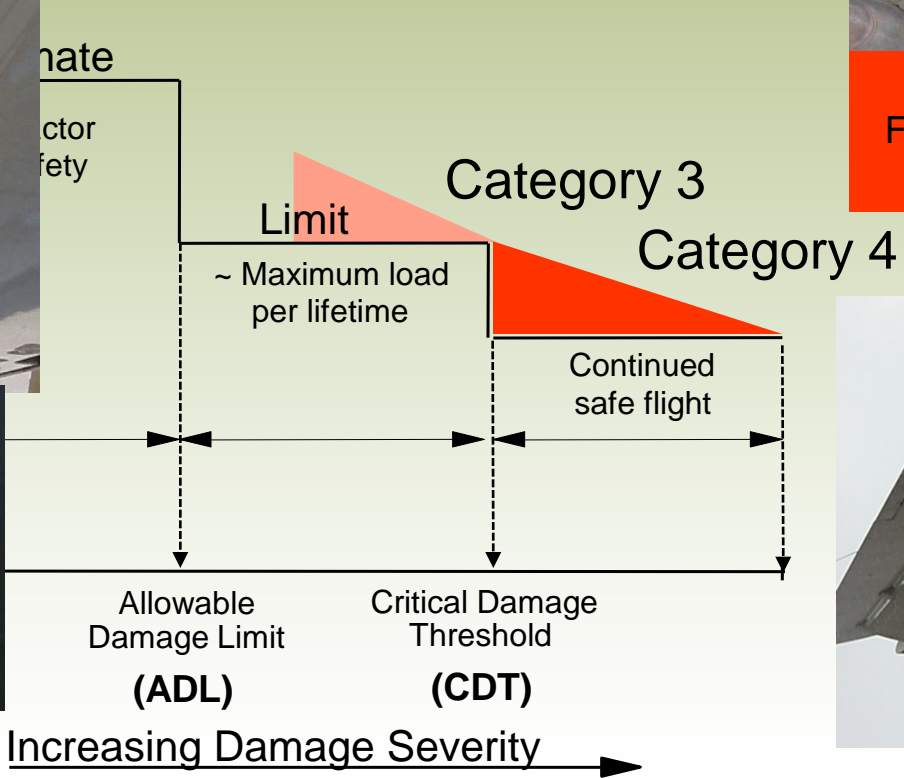 nate
ctor
fety
F
Category 3
Limit
Category 4
~ Maximum load
per lifetime
Continued
safe flight
Allowable
Damage Limit
(ADL)
Critical Damage
Threshold
(CDT)
Increasing Damage Severity